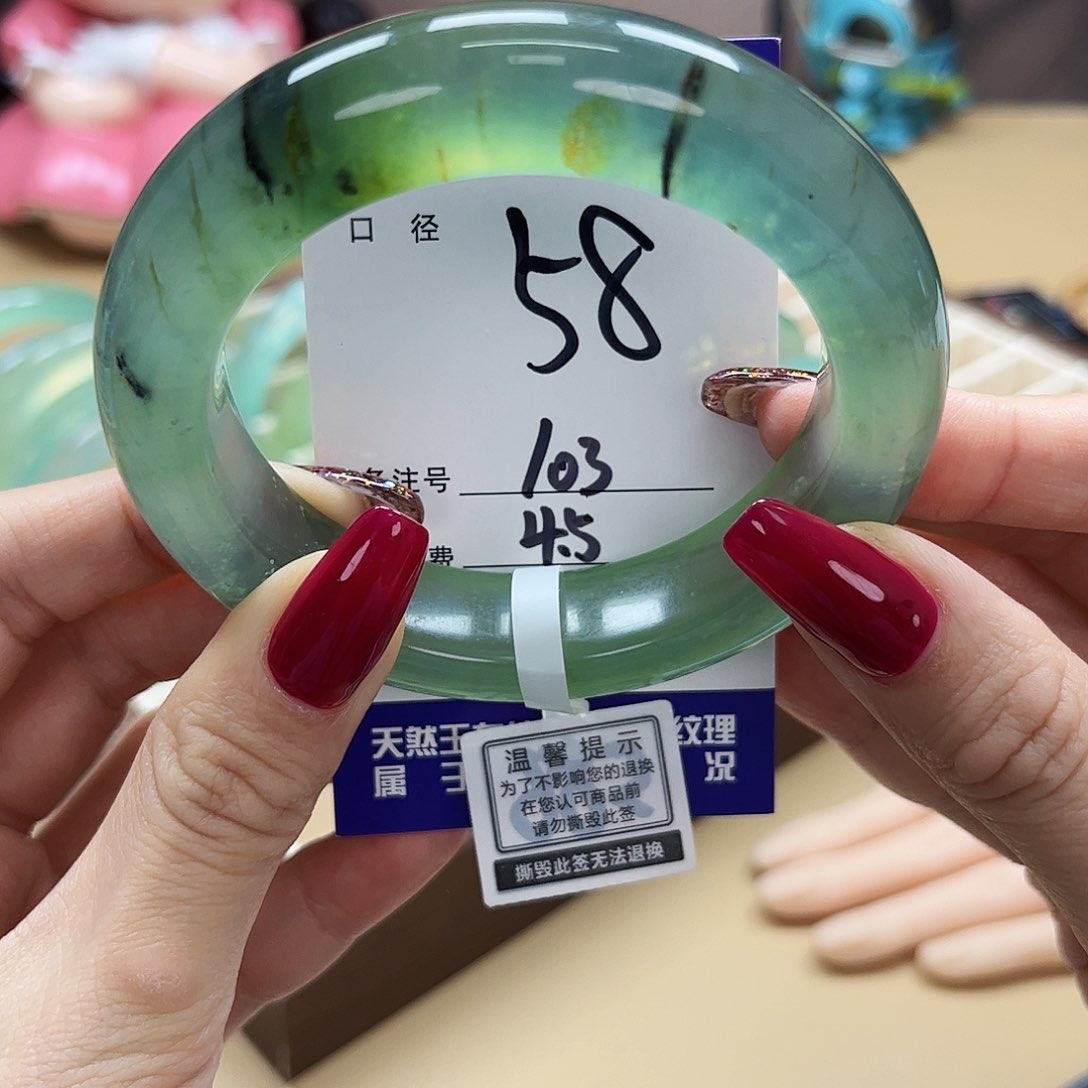 口 径 58
备注号 103
费 45
天然玉 纹理
属 于 况
温馨提示
为了不影响您的退换
在您认可商品前
请勿撕毁此签
撕毁此签无法退换